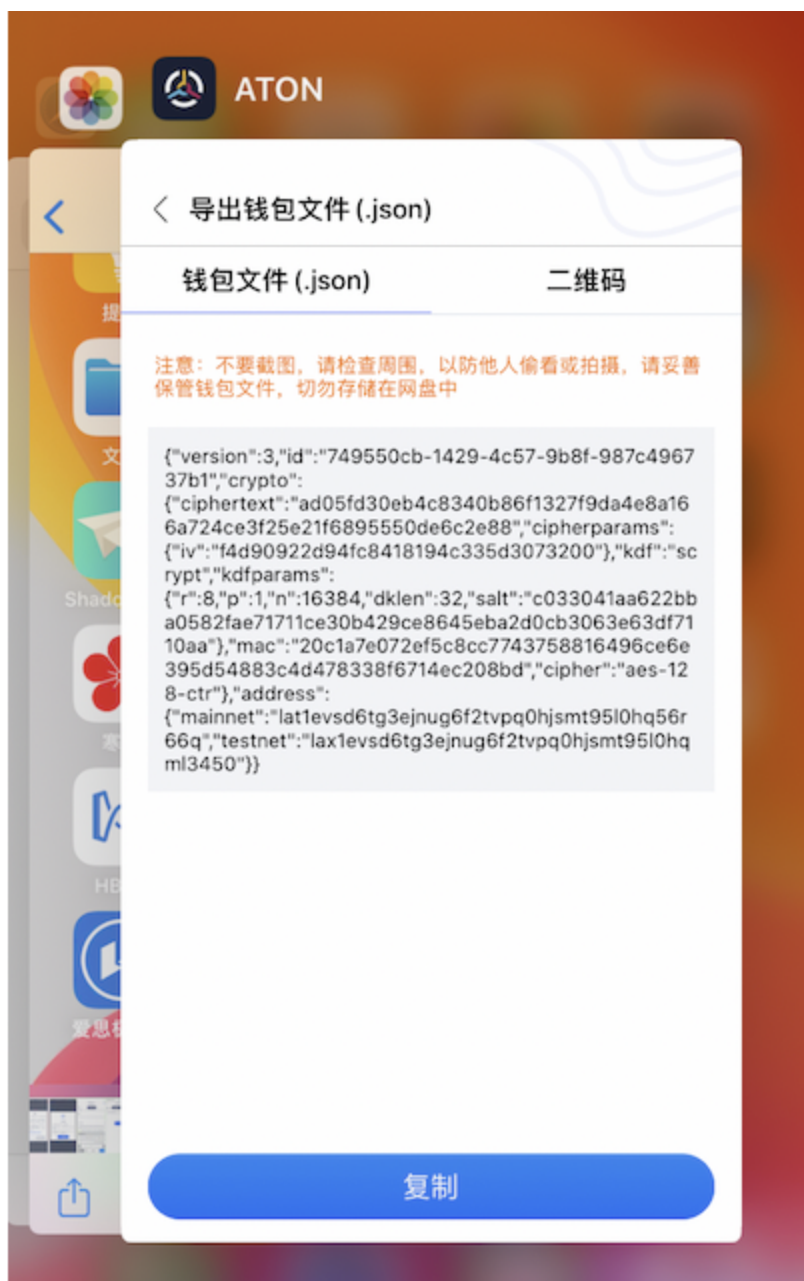 ATON
导出钱包文件 (.json)
钱包文件 (.json)
二维码
注意：不要截图，请检查周围，以防他人偷看或拍摄，请妥善
保管钱包文件，切勿存储在网盘中
{"version":3,"id":"749550cb-1429-4c57-9b8f-987c4967
37b1","crypto":
{"ciphertext":"ad05fd30eb4c8340b86f1327f9da4e8a16
6a724ce3f25e21f6895550de6c2e88","cipherparams":
{"iv":"f4d90922d94fc8418194c335d3073200"},"kdf":"sc
rypt","kdfparams":
{"r":8,"p":1,"n":16384,"dklen":32,"salt":"c033041aa622bb
a0582fae71711ce30b429ce8645eba2d0cb3063e63df71
10aa"},"mac":"20c1a7e072ef5c8cc7743758816496ce6e
395d54883c4d478338f6714ec208bd","cipher":"aes-12
8-ctr"},"address":
{"mainnet":"lat1evsd6tg3ejnug6f2tvpq0hjsmt95l0hq56r
66q","testnet":"lax1evsd6tg3ejnug6f2tvpq0hjsmt95l0hq
ml3450"}}
复制
提
文
HB
爱思